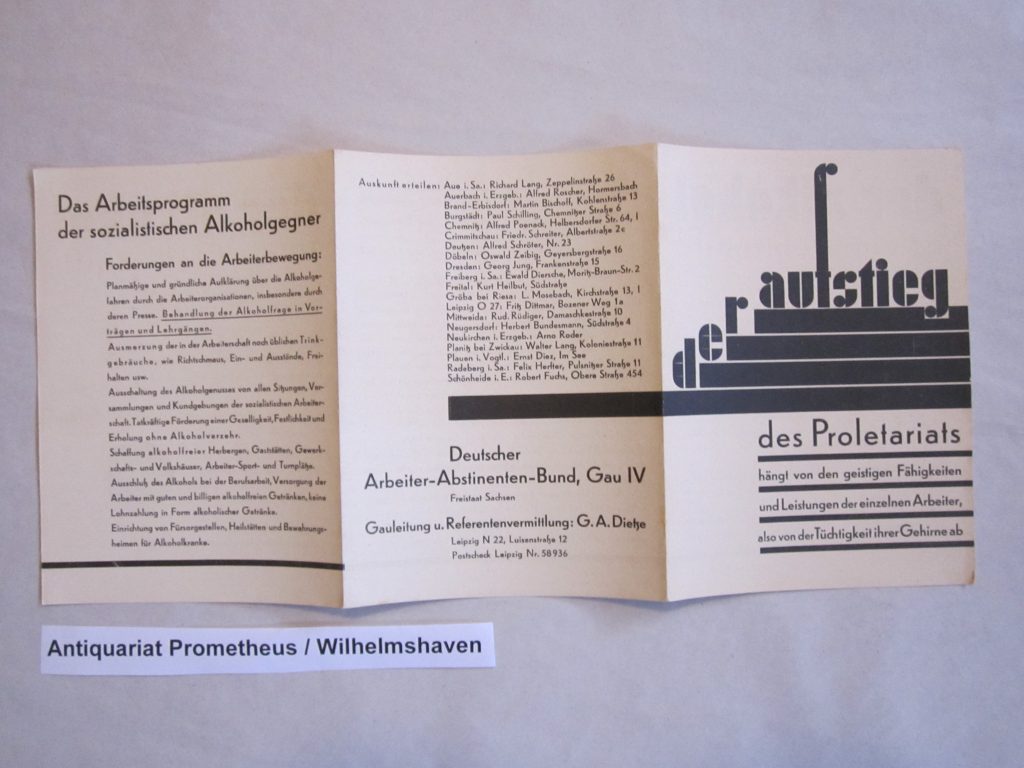 Das Arbeitsprogramm
der sozialistischen Alkoholgegner
Forderungen an die Arbeiterbewegung:
Planmäßige und gründliche Aufklärung über die Alkoholge-
fahren durch die Arbeiterorganisationen, insbesondere durch
deren Presse. Behandlung der Alkoholfrage in Vor-
trägen und Lehrgängen.
Ausmerzung der in der Arbeiterschaft noch üblichen Trink-
gebräuche, wie Richtschmaus, Ein- und Ausstände, Frei-
halten usw.
Ausschaltung des Alkoholgenusses von allen Sitzungen, Ver-
sammlungen und Kundgebungen der sozialistischen Arbeiter-
schaft. Tatkräftige Förderung einer Geselligkeit, Festlichkeit und
Erholung ohne Alkoholverzehr.
Schaffung alkoholfreier Herbergen, Gaststätten, Gewerk-
schafts- und Volkshäuser, Arbeiter-Sport- und Turnplätze.
Ausschluß des Alkohols bei der Berufsarbeit, Versorgung der
Arbeiter mit guten und billigen alkoholfreien Getränken, keine
Lohnzahlung in Form alkoholischer Getränke.
Einrichtung von Fürsorgestellen, Heilstätten und Bewahrungs-
heimen für Alkoholkranke.
Auskunft erteilen: Aue i. Sa.: Richard Lang, Zeppelinstraße 26
Auerbach i. Erzgeb.: Alfred Roscher, Hormersbach
Brand-Erbisdorf: Martin Bischoff, Kohlenstraße 13
Burgstädt: Paul Schilling, Chemnitzer Straße 6
Chemnitz: Alfred Poenack, Helbersdorfer Str. 64, I
Crimmitschau: Friedr. Schreiter, Albertstraße 2c
Deutzen: Alfred Schröter, Nr. 23
Döbeln: Oswald Zeibig, Geyersbergstraße 16
Dresden: Georg Jung, Frankenstraße 15
Freiberg i. Sa.: Ewald Diersche, Moritz-Braun-Str. 2
Freital: Kurt Heilbut, Südstraße
Gröba bei Riesa: L. Mosebach, Kirchstraße 13, I
Leipzig O 27: Fritz Dittmar, Bozener Weg 1a
Mittweida: Rud. Rüdiger, Damaschkestraße 10
Neugersdorf: Herbert Bundesmann, Südstraße 4
Neukirchen i. Erzgeb.: Arno Roder
Planitz bei Zwickau: Walter Lang, Koloniestraße 11
Plauen i. Vogtl.: Ernst Diez, Im See
Radeberg i. Sa.: Felix Herfter, Pulsnitzer Straße 11
Schönheide i. E.: Robert Fuchs, Obere Straße 454
Deutscher
Arbeiter-Abstinenten-Bund, Gau IV
Freistaat Sachsen
Gauleitung u. Referentenvermittlung: G. A. Dietze
Leipzig N 22, Luisenstraße 12
Postscheck Leipzig Nr. 58936
der aufstieg
des Proletariats
hängt von den geistigen Fähigkeiten
und Leistungen der einzelnen Arbeiter,
also von der Tüchtigkeit ihrer Gehirne ab
Antiquariat Prometheus / Wilhelmshaven